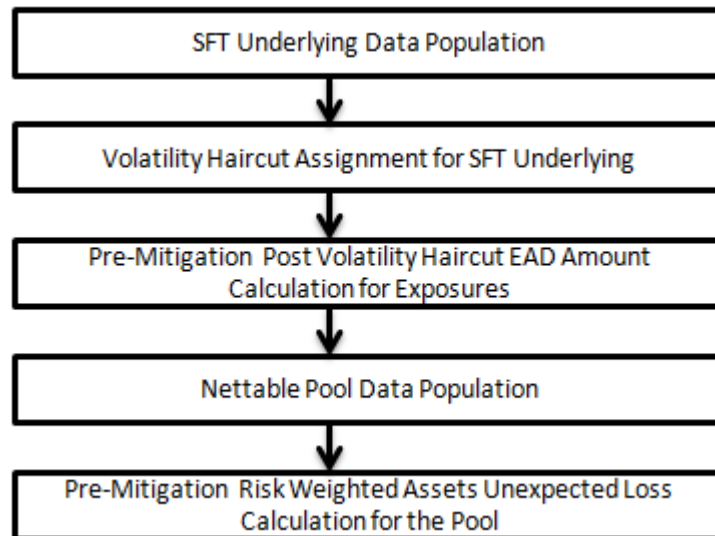 SFT Underlying Data Population
Volatility Haircut Assignment for SFT Underlying
Pre-Mitigation Post Volatility Haircut EAD Amount
Calculation for Exposures
Nettable Pool Data Population
Pre-Mitigation Risk Weighted Assets Unexpected Loss
Calculation for the Pool